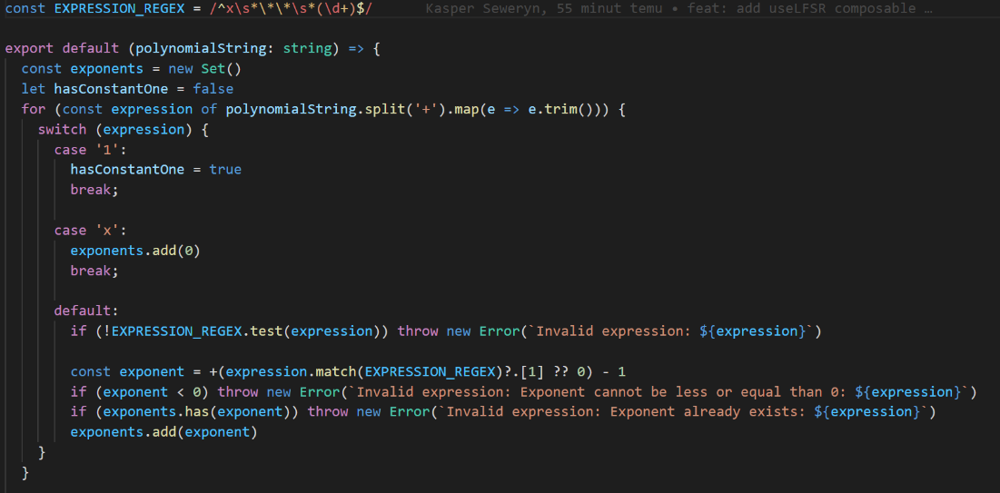 const EXPRESSION_REGEX = /^x\s*\*\*\s*(\d+)$/ Kasper Seweryn, 55 minut temu • feat: add useLFSR composable …
export default (polynomialString: string) => {
const exponents = new Set()
let hasConstantOne = false
for (const expression of polynomialString.split('+').map(e => e.trim())) {
switch (expression) {
case '1':
hasConstantOne = true
break;
case 'x':
exponents.add(0)
break;
default:
if (!EXPRESSION_REGEX.test(expression)) throw new Error(`Invalid expression: ${expression}`)
const exponent = +(expression.match(EXPRESSION_REGEX)?.[1] ?? 0) - 1
if (exponent < 0) throw new Error(`Invalid expression: Exponent cannot be less or equal than 0: ${expression}`)
if (exponents.has(exponent)) throw new Error(`Invalid expression: Exponent already exists: ${expression}`)
exponents.add(exponent)
}
}